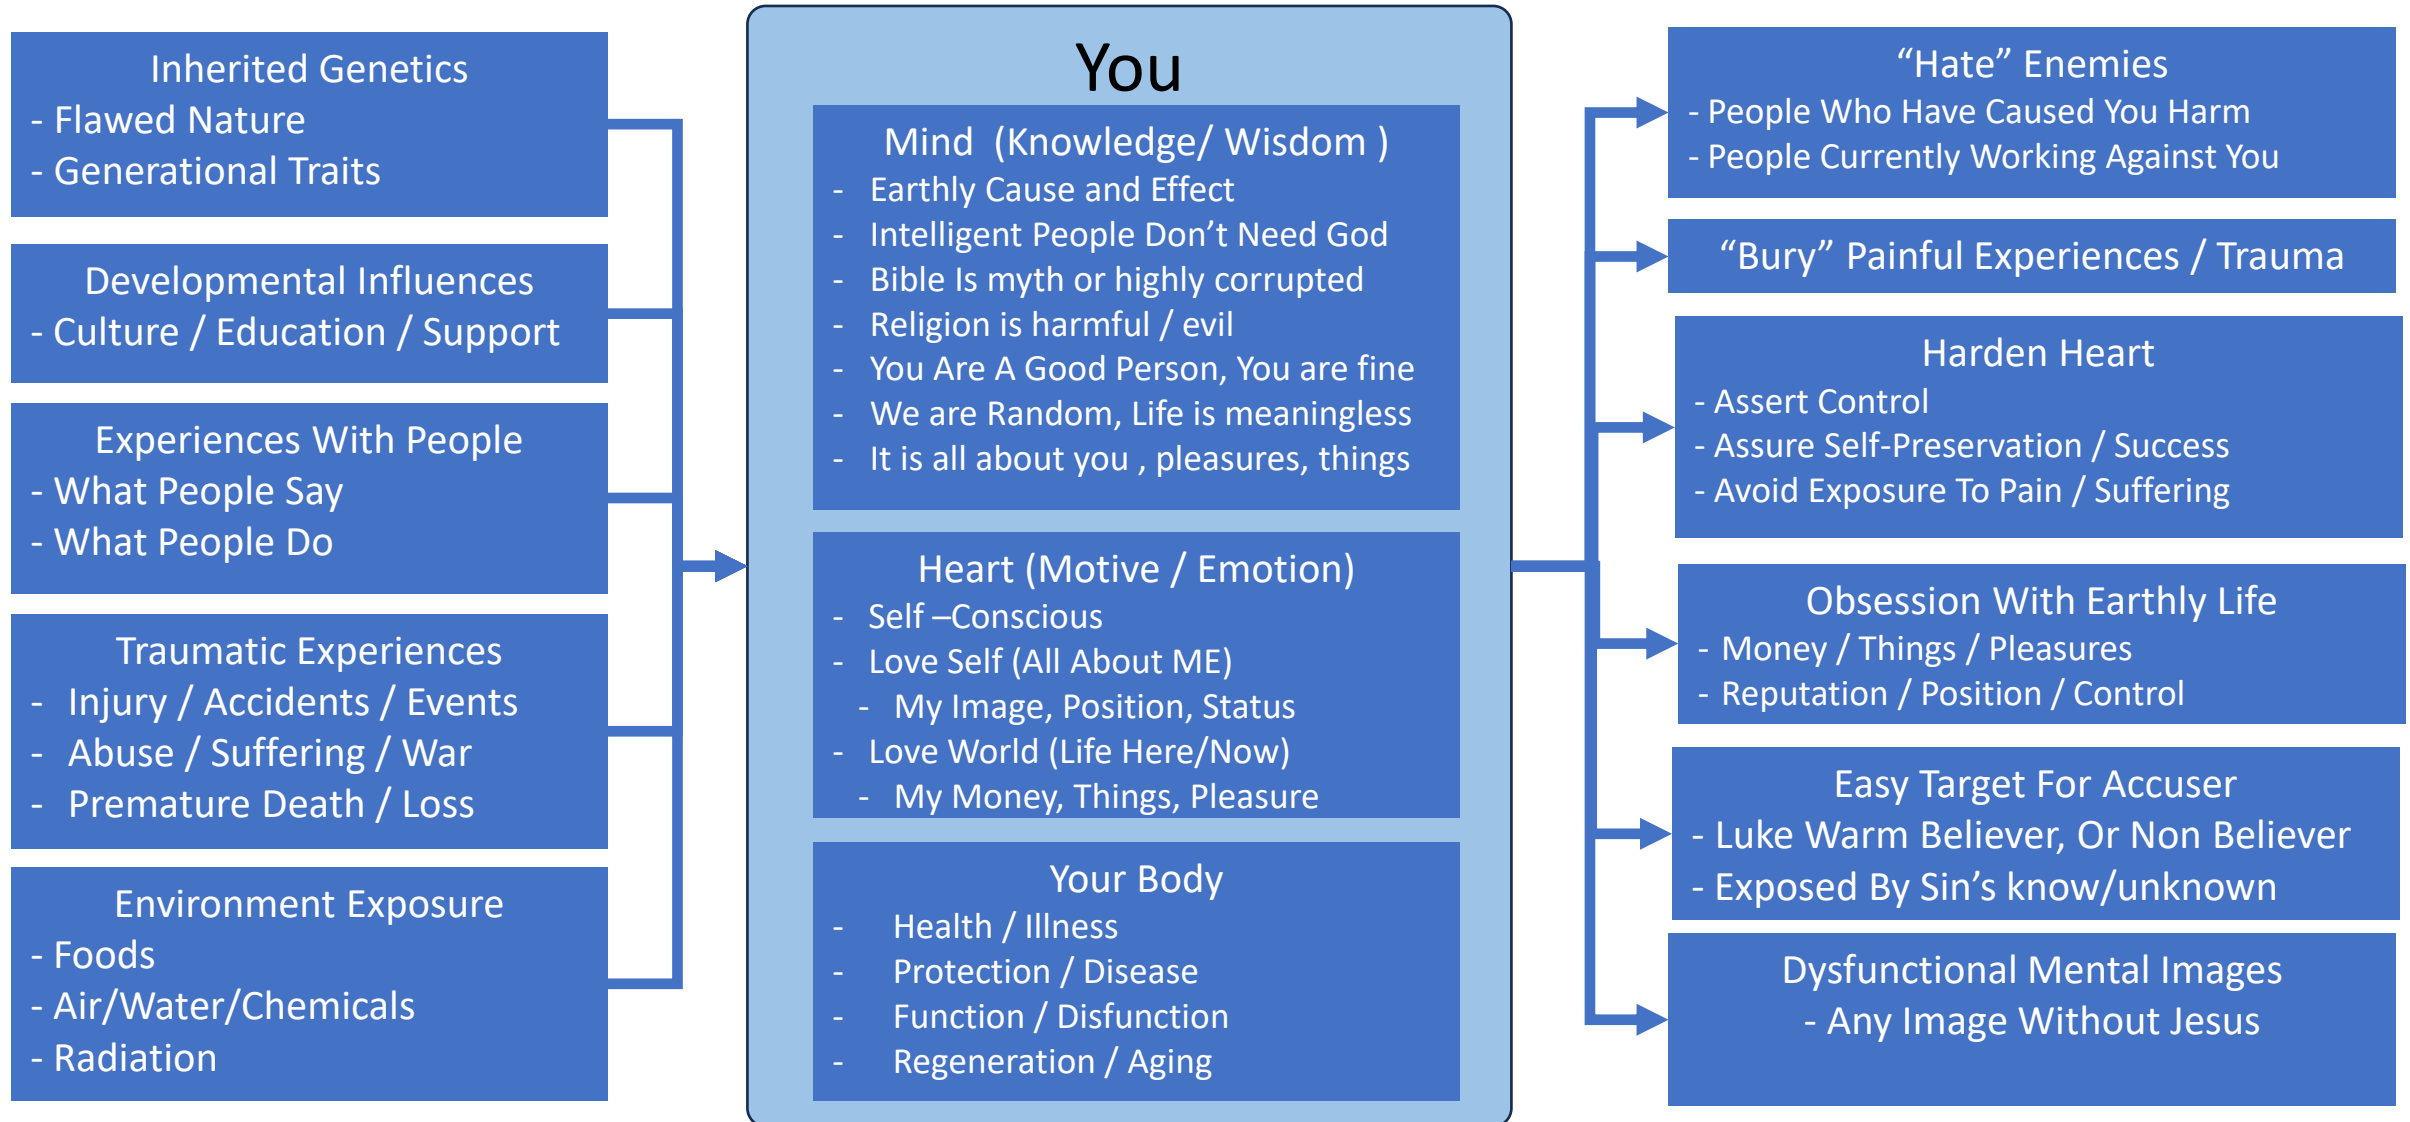 Inherited Genetics
- Flawed Nature
- Generational Traits
Developmental Influences
- Culture / Education / Support
Experiences With People
- What People Say
- What People Do
Traumatic Experiences
- Injury / Accidents / Events
- Abuse / Suffering / War
- Premature Death / Loss
Environment Exposure
- Foods
- Air/Water/Chemicals
- Radiation
You
Mind (Knowledge/ Wisdom )
- Earthly Cause and Effect
- Intelligent People Don’t Need God
- Bible Is myth or highly corrupted
- Religion is harmful / evil
- You Are A Good Person, You are fine
- We are Random, Life is meaningless
- It is all about you , pleasures, things
Heart (Motive / Emotion)
- Self –Conscious
- Love Self (All About ME)
- My Image, Position, Status
- Love World (Life Here/Now)
- My Money, Things, Pleasure
Your Body
- Health / Illness
- Protection / Disease
- Function / Disfunction
- Regeneration / Aging
“Hate” Enemies
- People Who Have Caused You Harm
- People Currently Working Against You
“Bury” Painful Experiences / Trauma
Harden Heart
- Assert Control
- Assure Self-Preservation / Success
- Avoid Exposure To Pain / Suffering
Obsession With Earthly Life
- Money / Things / Pleasures
- Reputation / Position / Control
Easy Target For Accuser
- Luke Warm Believer, Or Non Believer
- Exposed By Sin’s know/unknown
Dysfunctional Mental Images
- Any Image Without Jesus